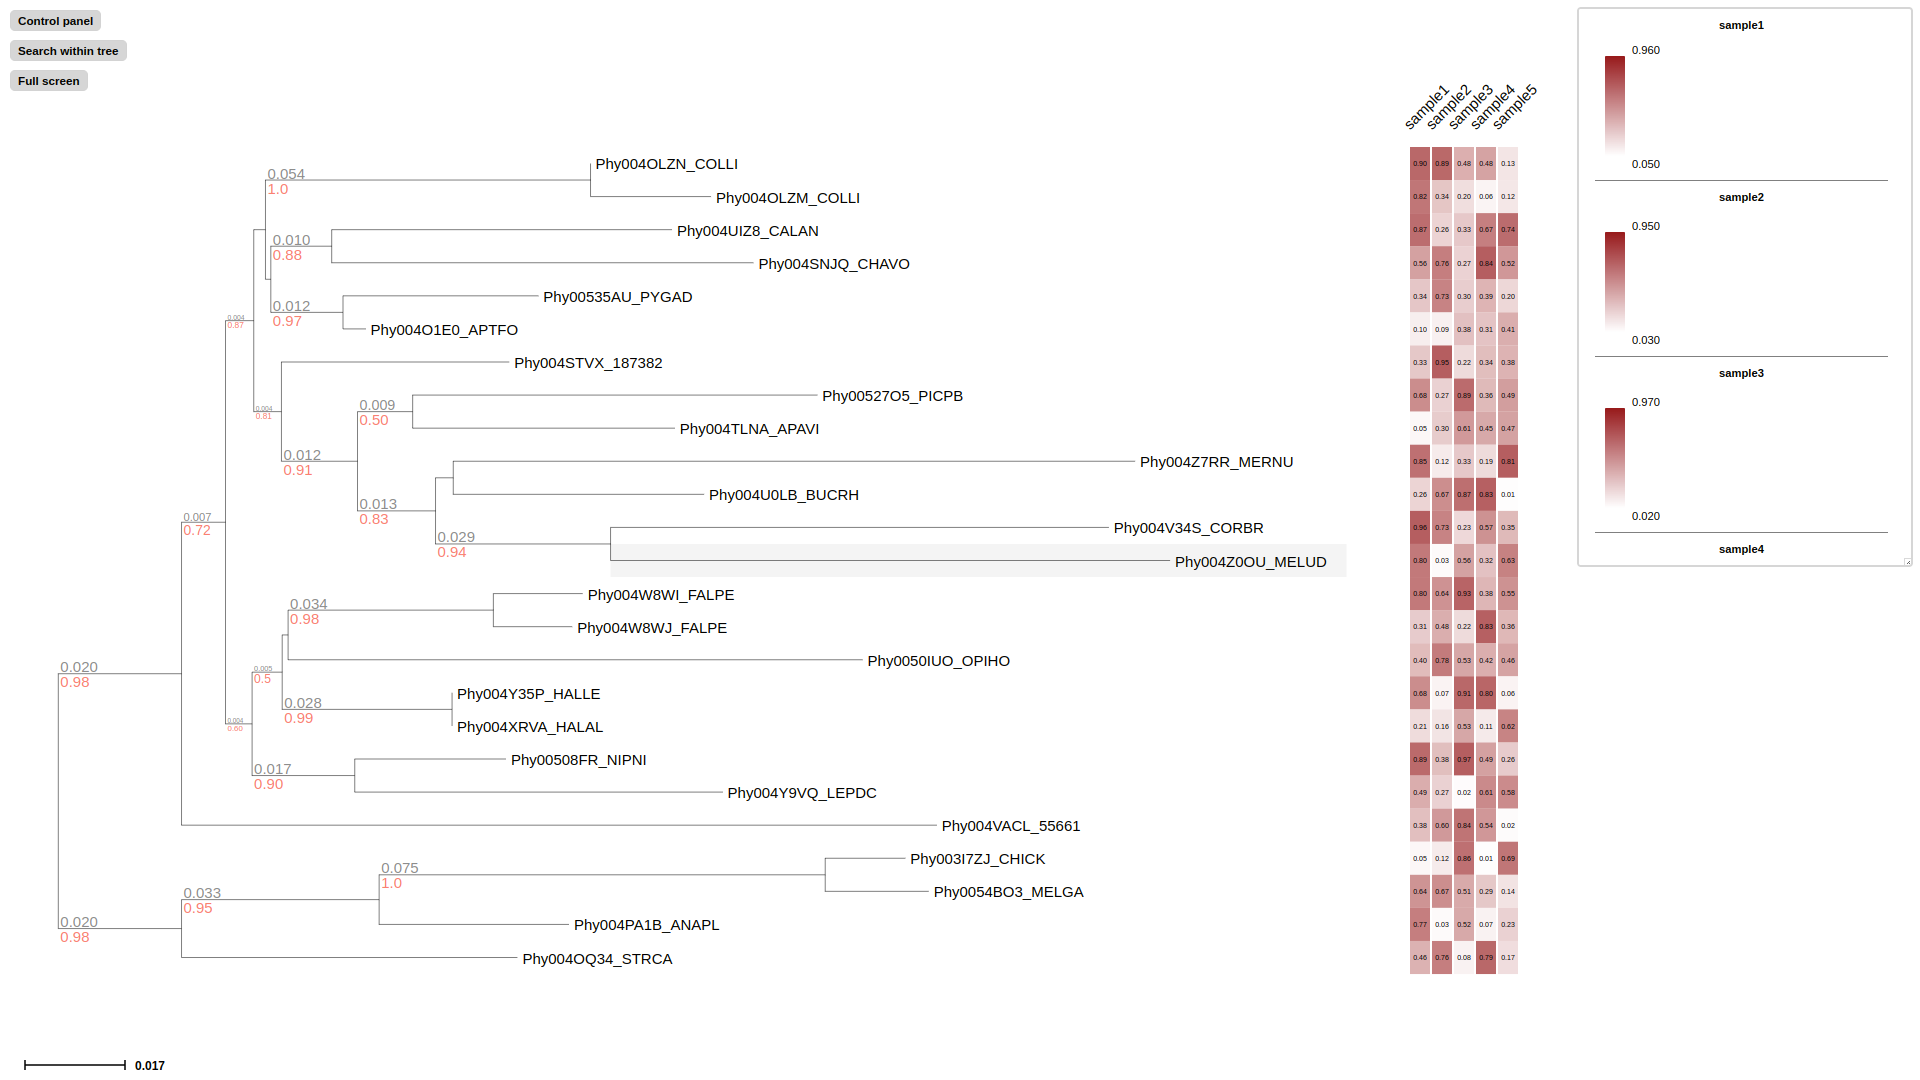 Control panel
Search within tree
Full screen
sample1 sample2 sample3 sample4 sample5
0.054
1.0
Phy004OLZN_COLLI 0.90 0.89 0.48 0.48 0.13
Phy004OLZM_COLLI 0.82 0.34 0.20 0.06 0.12
0.010
0.88
Phy004UIZ8_CALAN 0.87 0.26 0.33 0.67 0.74
Phy004SNJQ_CHAVO 0.56 0.76 0.27 0.84 0.52
0.012
0.97
Phy00535AU_PYGAD 0.34 0.73 0.30 0.39 0.20
0.004
0.87
Phy004O1E0_APTFO 0.10 0.09 0.38 0.31 0.41
Phy004STVX_187382 0.33 0.95 0.22 0.34 0.38
0.004
0.81
0.009
0.50
Phy00527O5_PICPB 0.68 0.27 0.89 0.36 0.49
Phy004TLNA_APAVI 0.05 0.30 0.61 0.45 0.47
0.012
0.91
Phy004Z7RR_MERNU 0.85 0.12 0.33 0.19 0.81
Phy004U0LB_BUCRH 0.26 0.67 0.87 0.83 0.01
0.013
0.83
0.007
0.72
Phy004V34S_CORBR 0.96 0.73 0.23 0.57 0.35
0.029
0.94
Phy004Z0OU_MELUD 0.80 0.03 0.56 0.32 0.63
Phy004W8WI_FALPE 0.80 0.64 0.93 0.38 0.55
0.034
0.98
Phy004W8WJ_FALPE 0.31 0.48 0.22 0.83 0.36
Phy0050IUO_OPIHO 0.40 0.78 0.53 0.42 0.46
0.020
0.98
0.005
0.5
Phy004Y35P_HALLE 0.68 0.07 0.91 0.80 0.06
0.028
0.99
0.004
0.60
Phy004XRVA_HALAL 0.21 0.16 0.53 0.11 0.62
Phy00508FR_NIPNI 0.89 0.38 0.97 0.49 0.26
0.017
0.90
Phy004Y9VQ_LEPDC 0.49 0.27 0.02 0.61 0.58
Phy004VACL_55661 0.38 0.60 0.84 0.54 0.02
Phy003I7ZJ_CHICK 0.05 0.12 0.86 0.01 0.69
0.075
1.0
Phy0054BO3_MELGA 0.64 0.67 0.51 0.29 0.14
0.033
0.95
Phy004PA1B_ANAPL 0.77 0.03 0.52 0.07 0.23
0.020
0.98
Phy004OQ34_STRCA 0.46 0.76 0.08 0.79 0.17
0.017
sample1
0.960
0.050
sample2
0.950
0.030
sample3
0.970
0.020
sample4